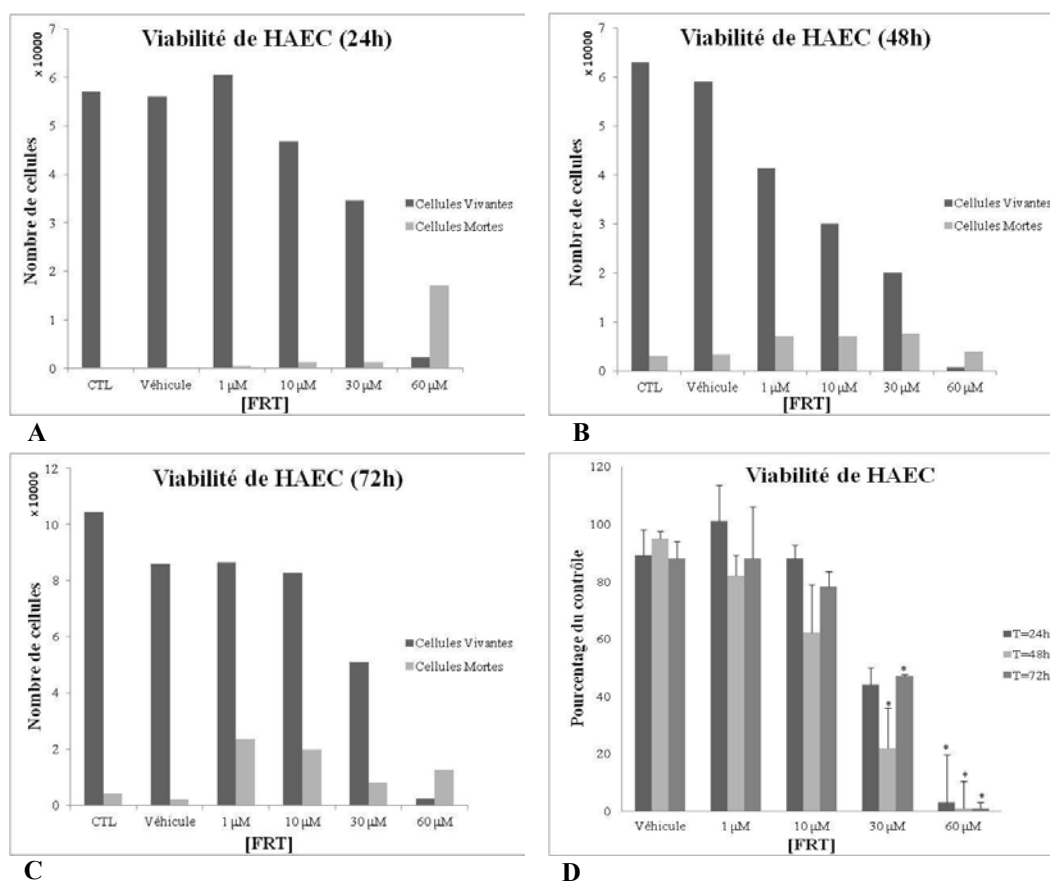 Viabilité de HAEC (24h)
x 10000
Nombre de cellules
7
6
5
4
3
2
1
0
Cellules Vivantes
Cellules Mortes
CTL Véhicule 1 µM 10 µM 30 µM 60 µM
[FRT]
A
Viabilité de HAEC (48h)
x 10000
Nombre de cellules
7
6
5
4
3
2
1
0
Cellules Vivantes
Cellules Mortes
CTL Véhicule 1 µM 10 µM 30 µM 60 µM
[FRT]
B
Viabilité de HAEC (72h)
x 10000
Nombre de cellules
12
10
8
6
4
2
0
Cellules Vivantes
Cellules Mortes
CTL Véhicule 1 µM 10 µM 30 µM 60 µM
[FRT]
C
Viabilité de HAEC
Pourcentage du contrôle
120
100
80
60
40
20
0
* *
* * *
T=24h
T=48h
T=72h
Véhicule 1 µM 10 µM 30 µM 60 µM
[FRT]
D